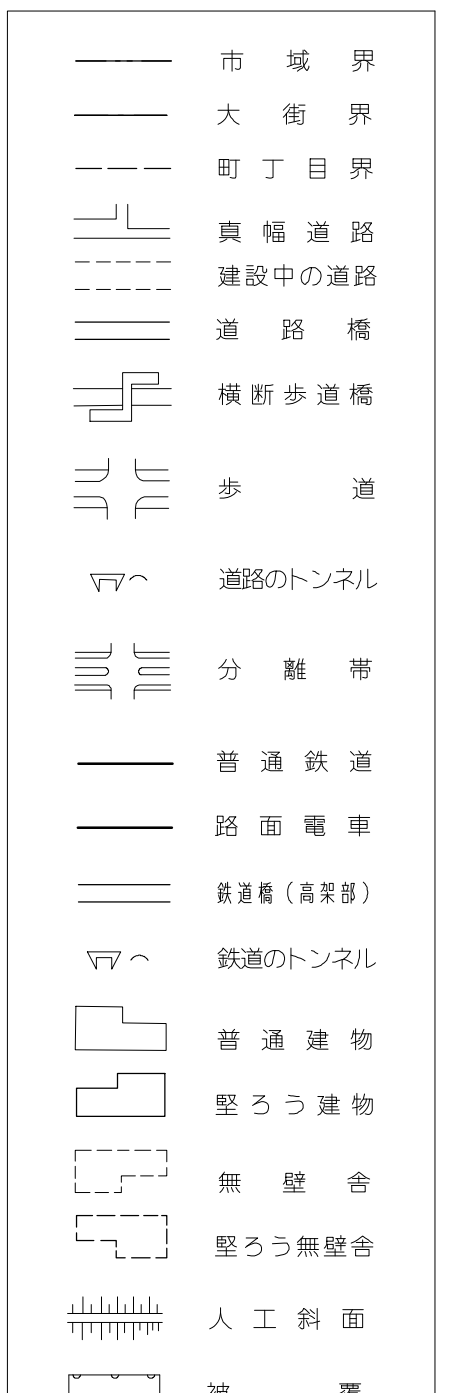 市域界
大街界
町丁目界
真幅道路
建設中の道路
道路橋
横断歩道橋
歩道
道路のトンネル
分離帯
普通鉄道
路面電車
鉄道橋（高架部）
鉄道のトンネル
普通建物
堅ろう建物
無壁舎
堅ろう無壁舎
人工斜面
被覆